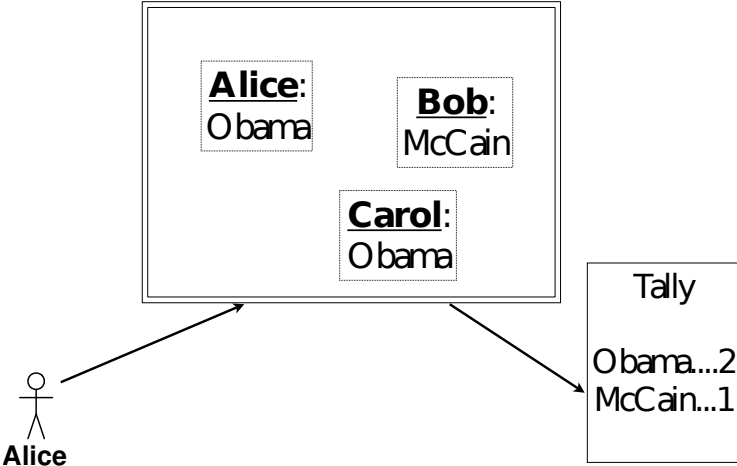 Alice:
Obama
Bob:
McCain
Carol:
Obama
Tally
Obama....2
McCain...1
Alice